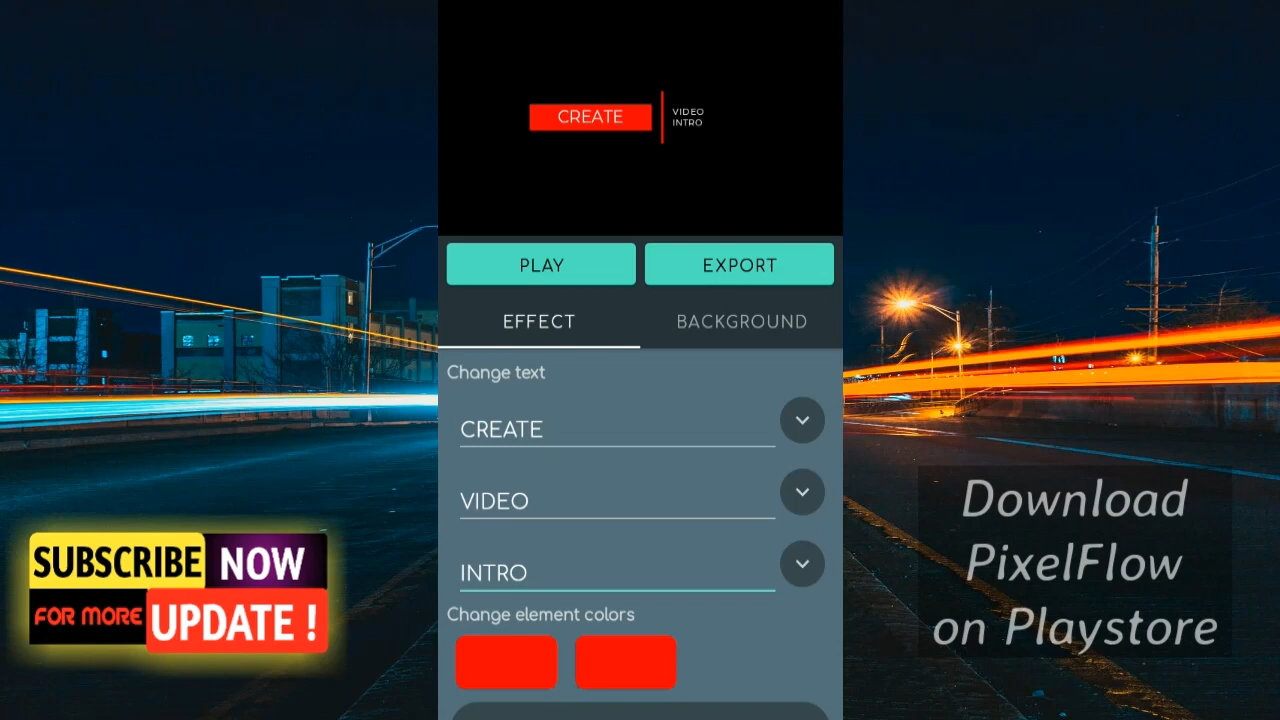 CREATE
VIDEO
INTRO
PLAY
EXPORT
EFFECT
BACKGROUND
Change text
CREATE
VIDEO
INTRO
Change element colors
SUBSCRIBE NOW
FOR MORE UPDATE !
Download
PixelFlow
on Playstore